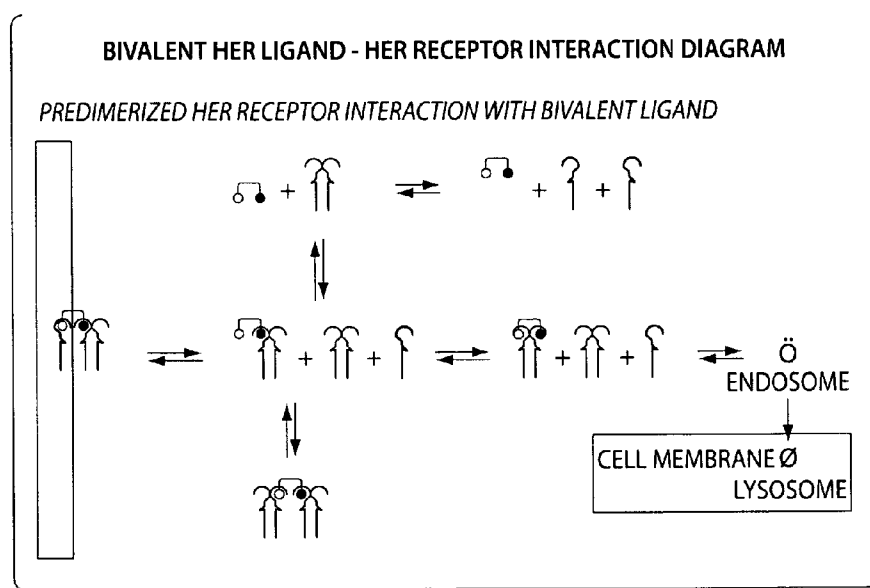 BIVALENT HER LIGAND - HER RECEPTOR INTERACTION DIAGRAM
PREDIMERIZED HER RECEPTOR INTERACTION WITH BIVALENT LIGAND
+ + +
+ + + + Ö
ENDOSOME
CELL MEMBRANE Ø
LYSOSOME